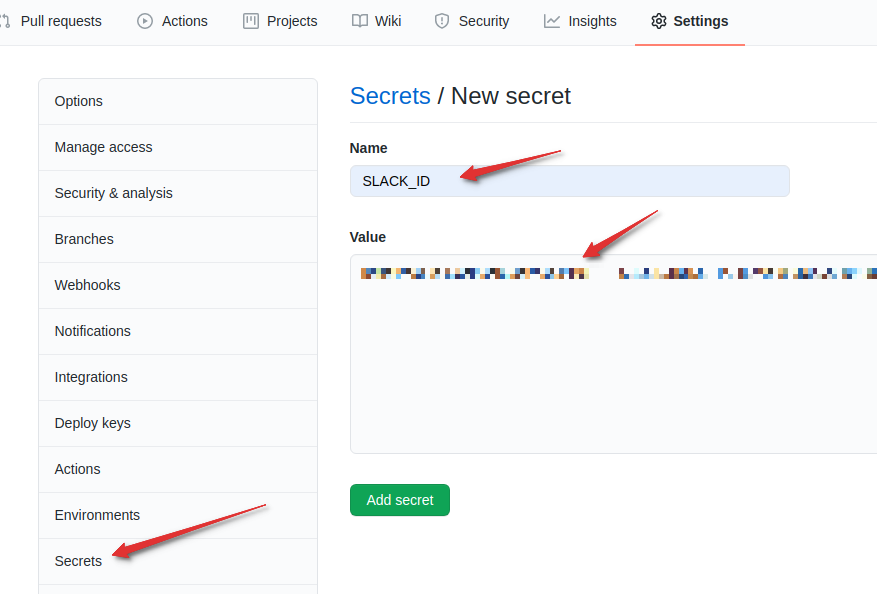 Pull requests Actions Projects Wiki Security Insights Settings
Options
Manage access
Security & analysis
Branches
Webhooks
Notifications
Integrations
Deploy keys
Actions
Environments
Secrets
Secrets / New secret
Name
SLACK_ID
Value
Add secret